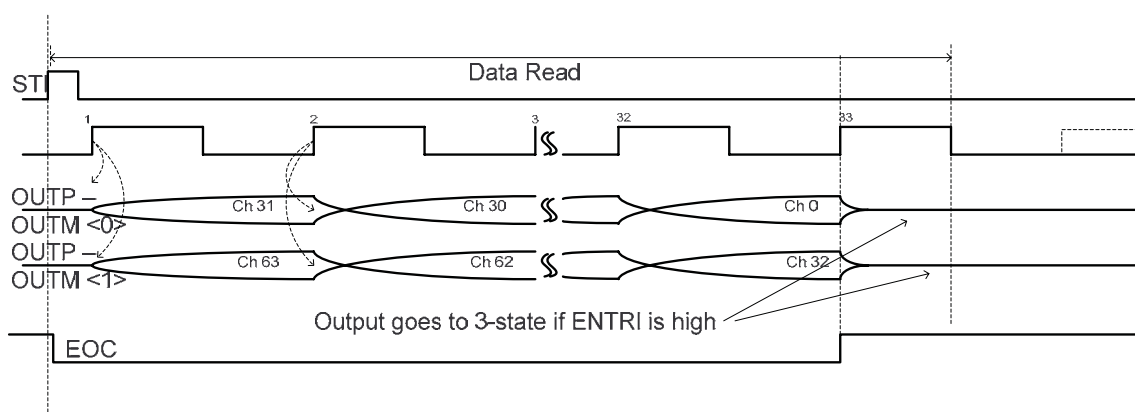 Data Read
STI
1 2 32 3 33
OUTP –
Ch 31 Ch 30 Ch 0
OUTM <0>
OUTP –
Ch 63 Ch 62 Ch 32
OUTM <1>
Output goes to 3-state if ENTRI is high
EOC